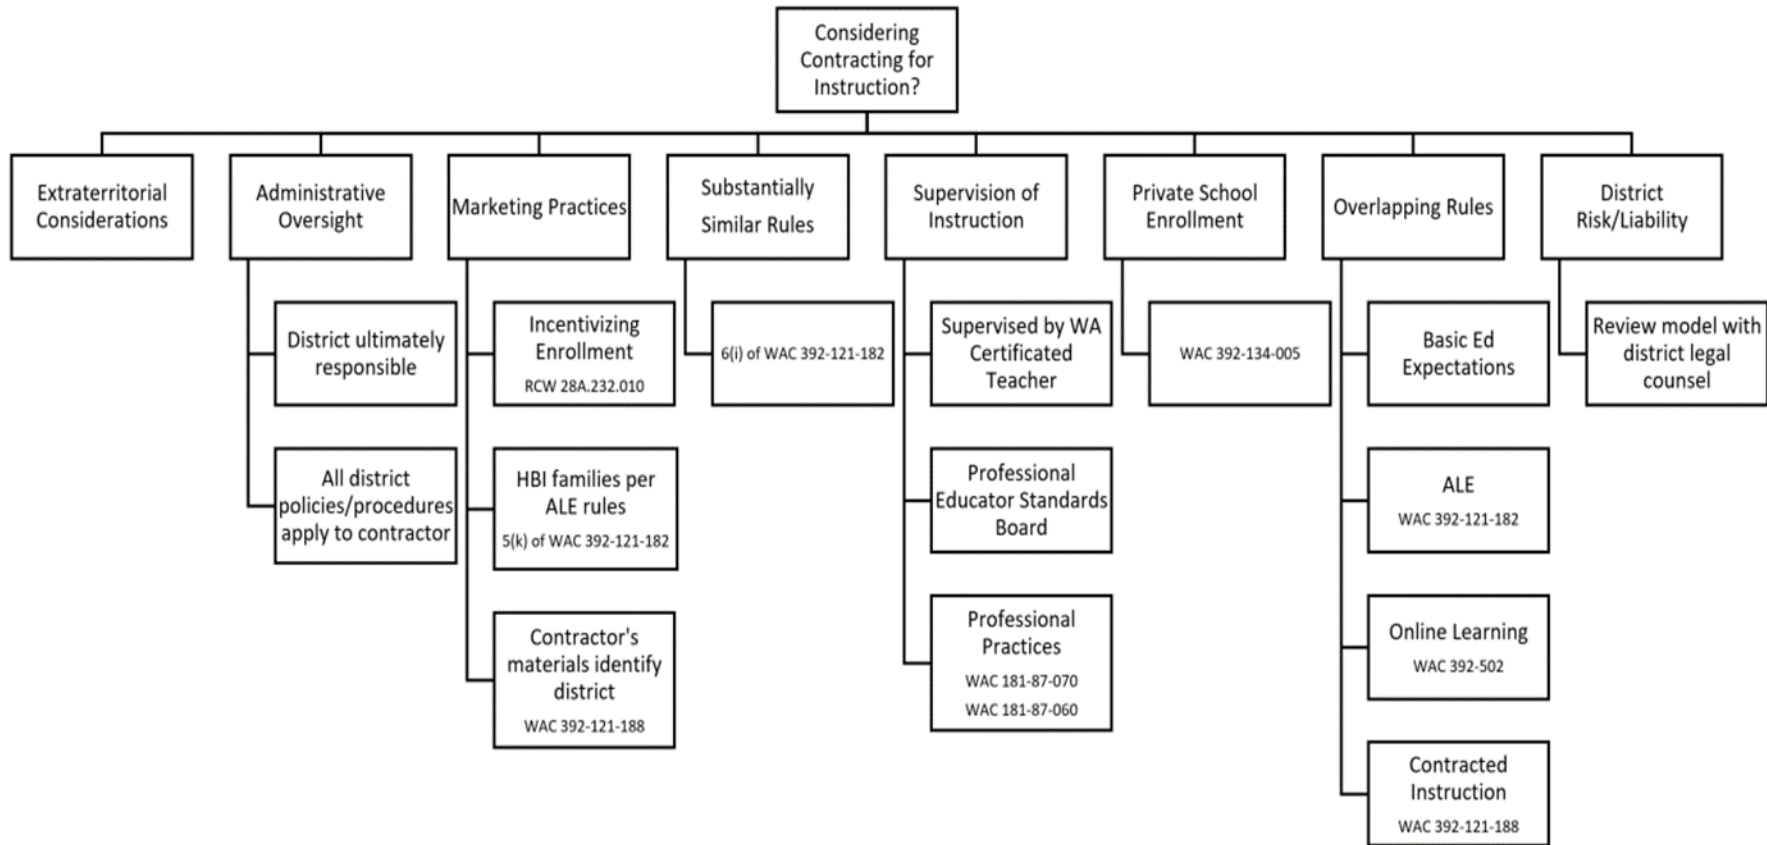 Considering
Contracting for
Instruction?
Extraterritorial
Considerations
Administrative
Oversight
Marketing Practices
Substantially
Similar Rules
Supervision of
Instruction
Private School
Enrollment
Overlapping Rules
District
Risk/Liability
District ultimately
responsible
All district
policies/procedures
apply to contractor
Incentivizing
Enrollment
RCW 28A.232.010
HBI families per
ALE rules
5(k) of WAC 392-121-182
Contractor's
materials identify
district
WAC 392-121-188
6(i) of WAC 392-121-182
Supervised by WA
Certificated
Teacher
Professional
Educator Standards
Board
Professional
Practices
WAC 181-87-070
WAC 181-87-060
WAC 392-134-005
Basic Ed
Expectations
ALE
WAC 392-121-182
Online Learning
WAC 392-502
Contracted
Instruction
WAC 392-121-188
Review model with
district legal
counsel